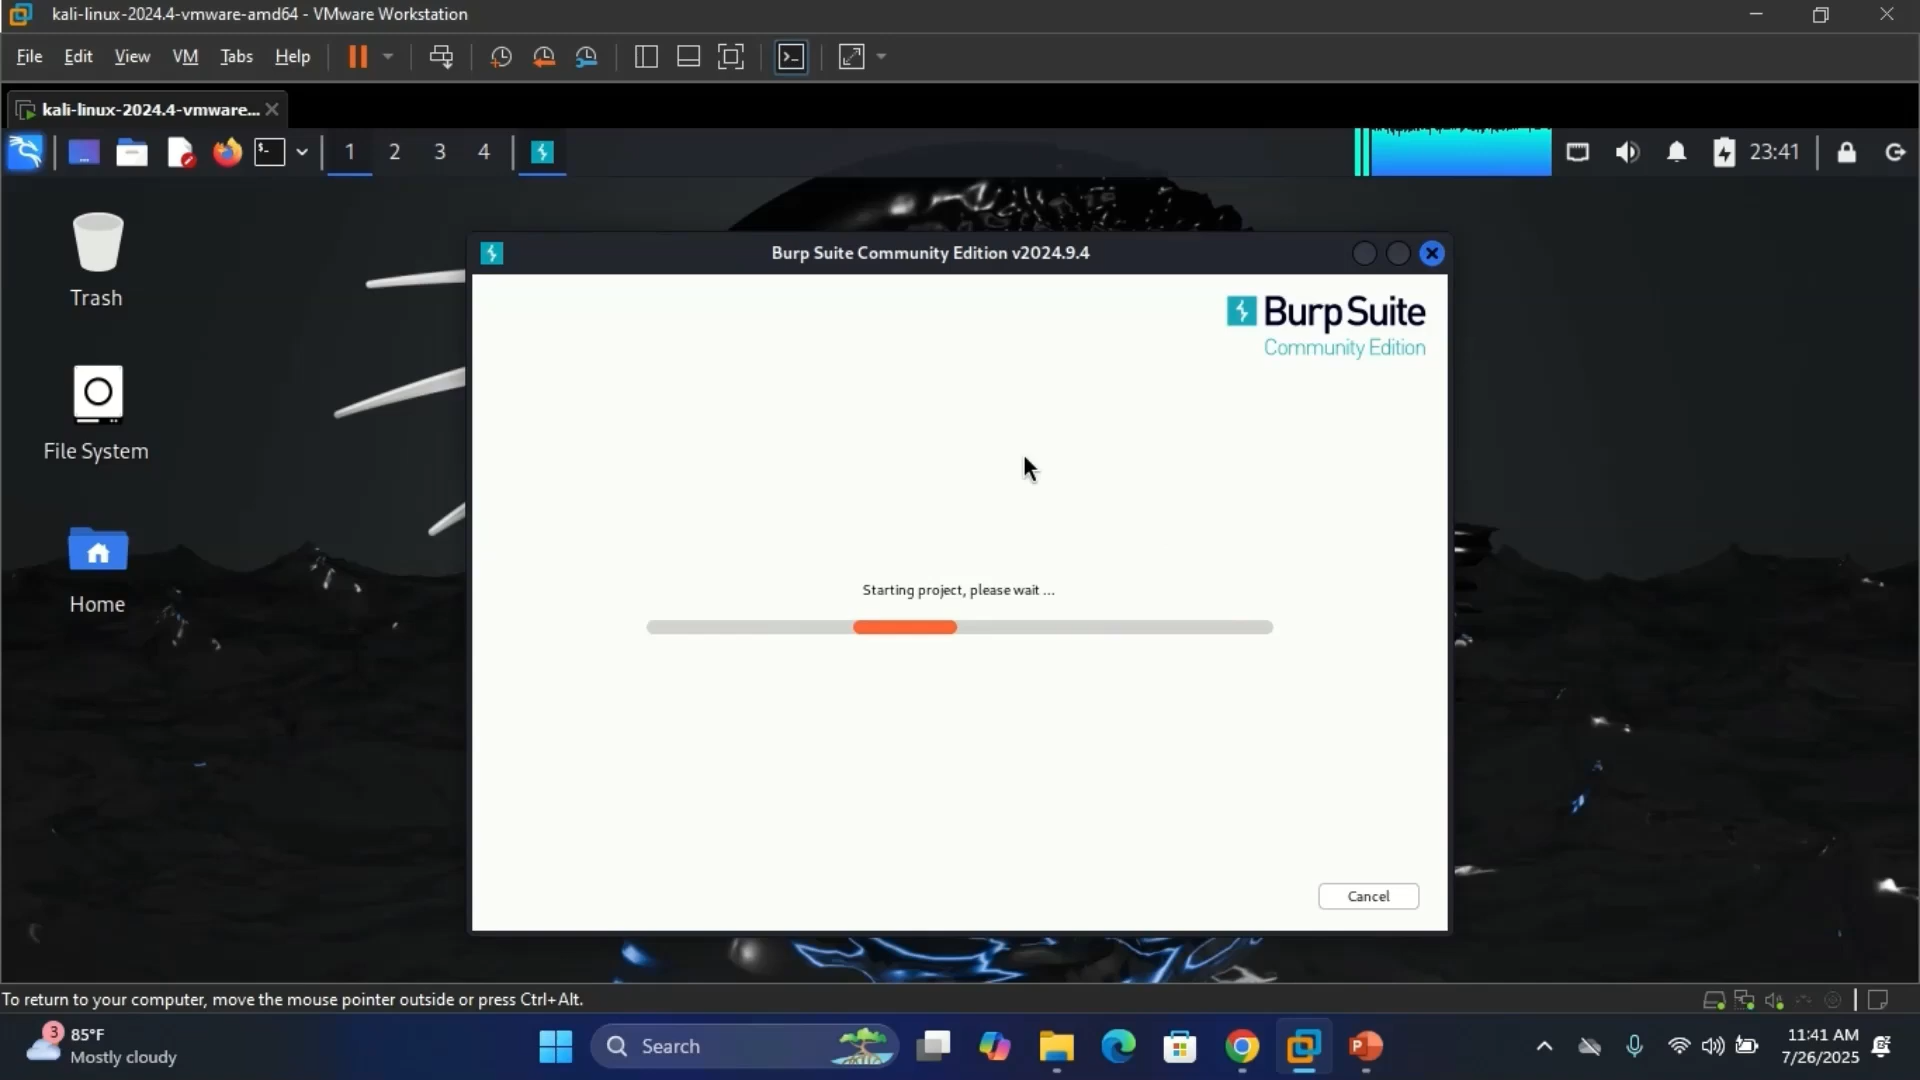 kali-linux-2024.4-vmware-amd64 - VMware Workstation
File Edit View VM Tabs Help
kali-linux-2024.4-vmware...
1 2 3 4
23:41
Trash
File System
Home
Burp Suite Community Edition v2024.9.4
Burp Suite
Community Edition
Starting project, please wait ...
Cancel
To return to your computer, move the mouse pointer outside or press Ctrl+Alt.
3
85°F
Mostly cloudy
Search
11:41 AM
7/26/2025